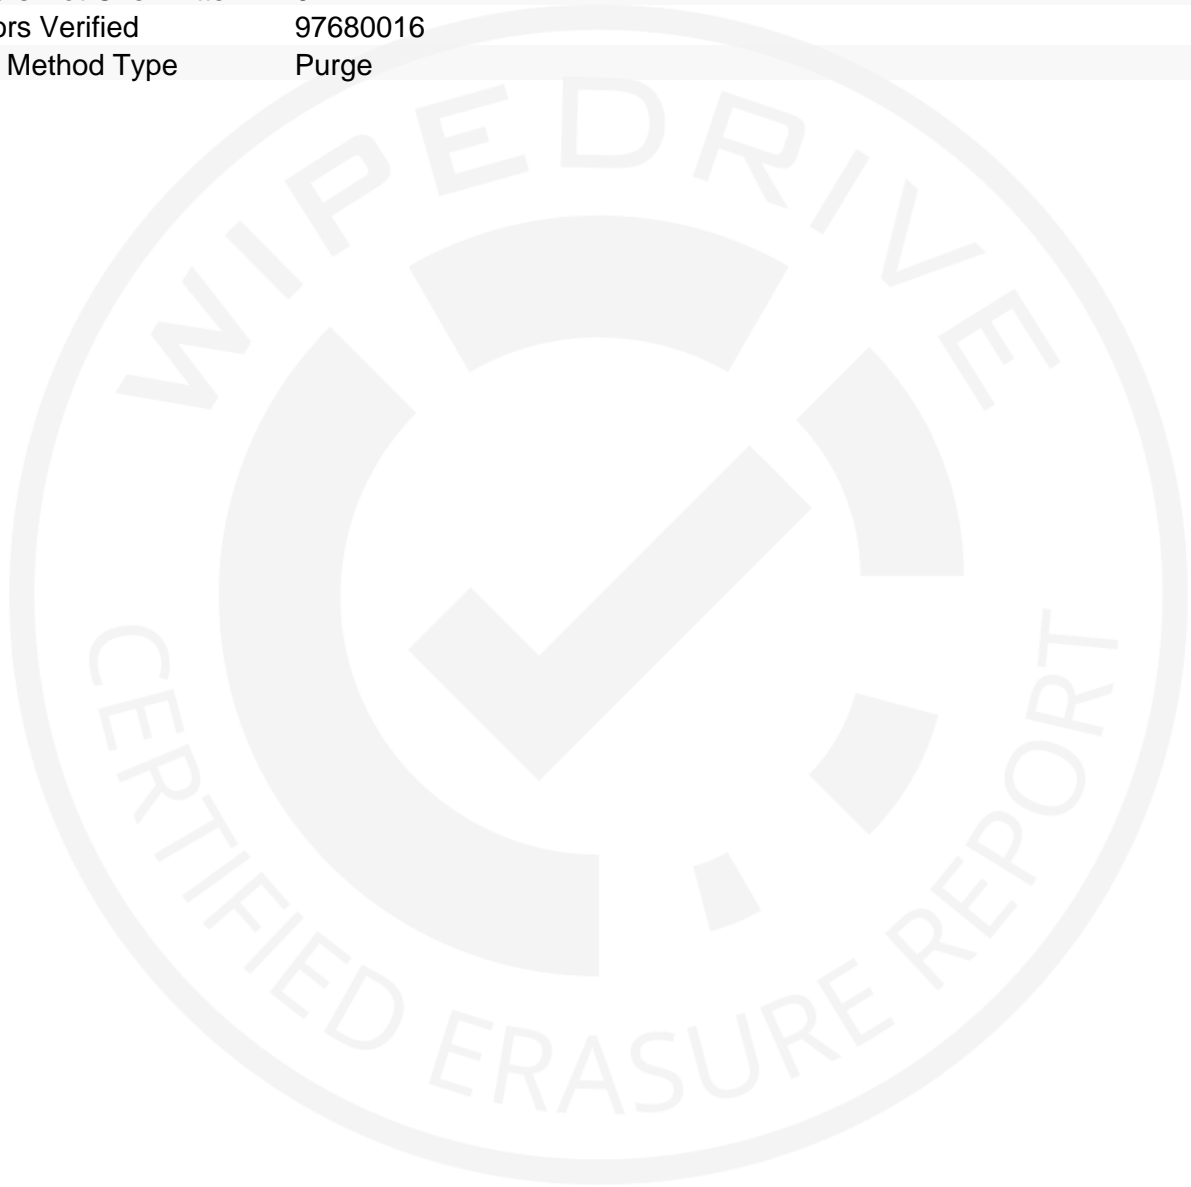 ors Verified 97680016
Method Type Purge
WIPEDRIVE
CERTIFIED ERASURE REPORT